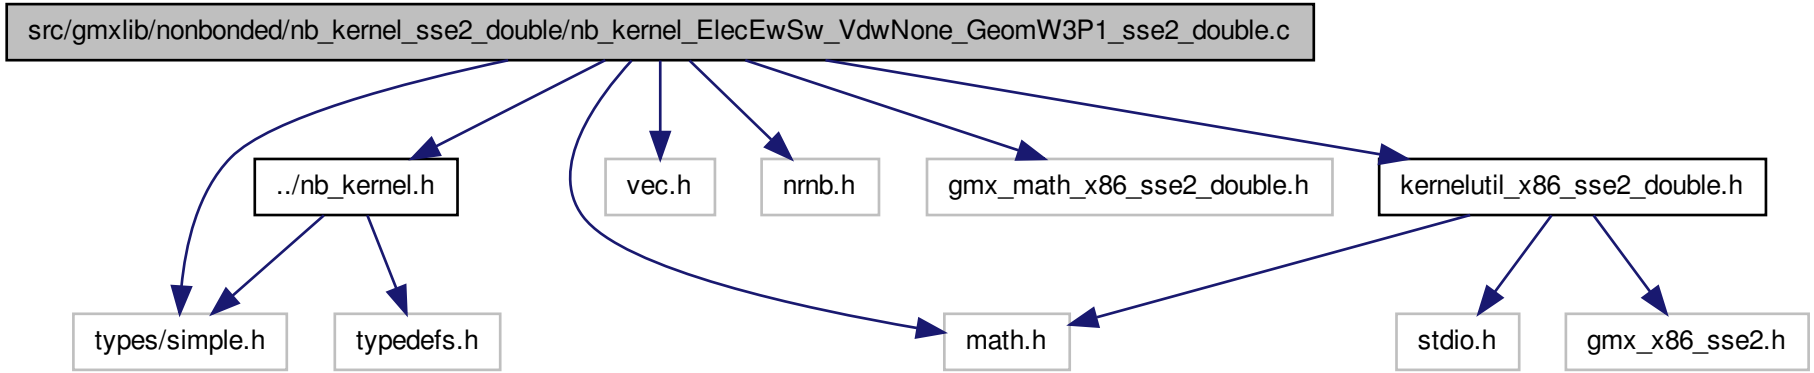 src/gmxlib/nonbonded/nb_kernel_sse2_double/nb_kernel_ElecEwSw_VdwNone_GeomW3P1_sse2_double.c
../nb_kernel.h
vec.h
nrnb.h
gmx_math_x86_sse2_double.h
kernelutil_x86_sse2_double.h
types/simple.h
typedefs.h
math.h
stdio.h
gmx_x86_sse2.h